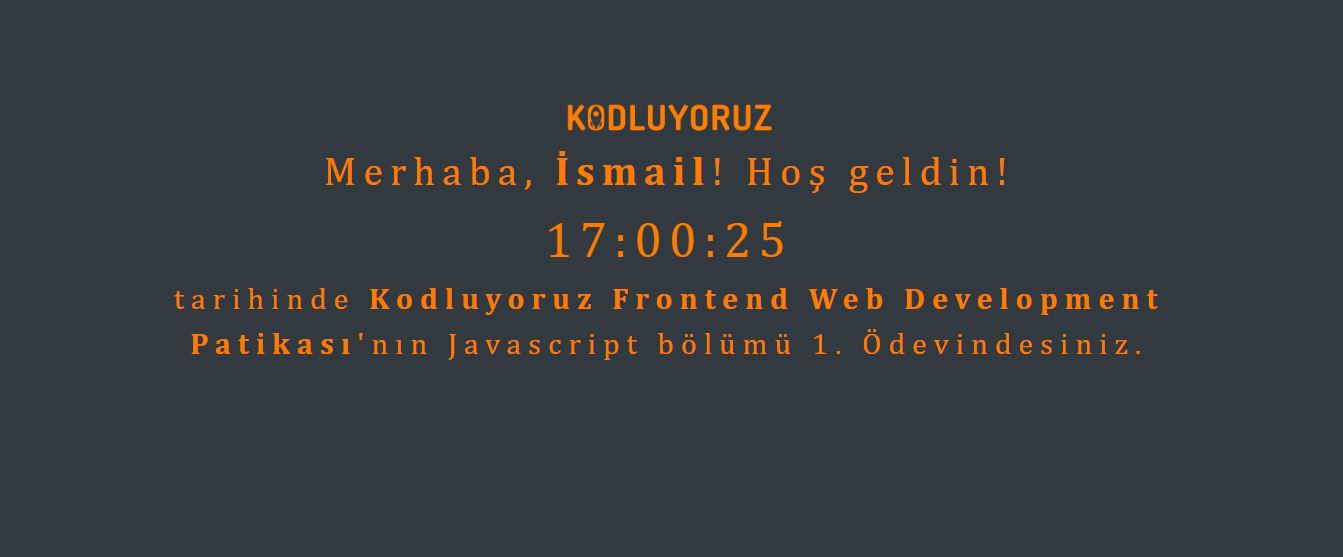 KODLUYORUZ
Merhaba, İsmail! Hoş geldin!
17:00:25
tarihinde Kodluyoruz Frontend Web Development
Patikası'nın Javascript bölümü 1. Ödevindesiniz.